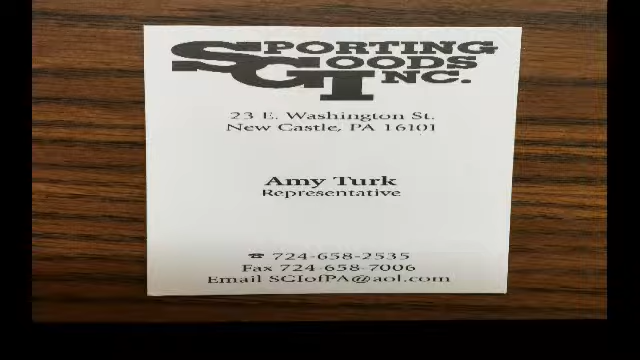 SPORTING
GOODS
INC.
23 E. Washington St.
New Castle, PA 16101
Amy Turk
Representative
☎ 724-658-2535
Fax 724-658-7006
Email SGIofPA@aol.com